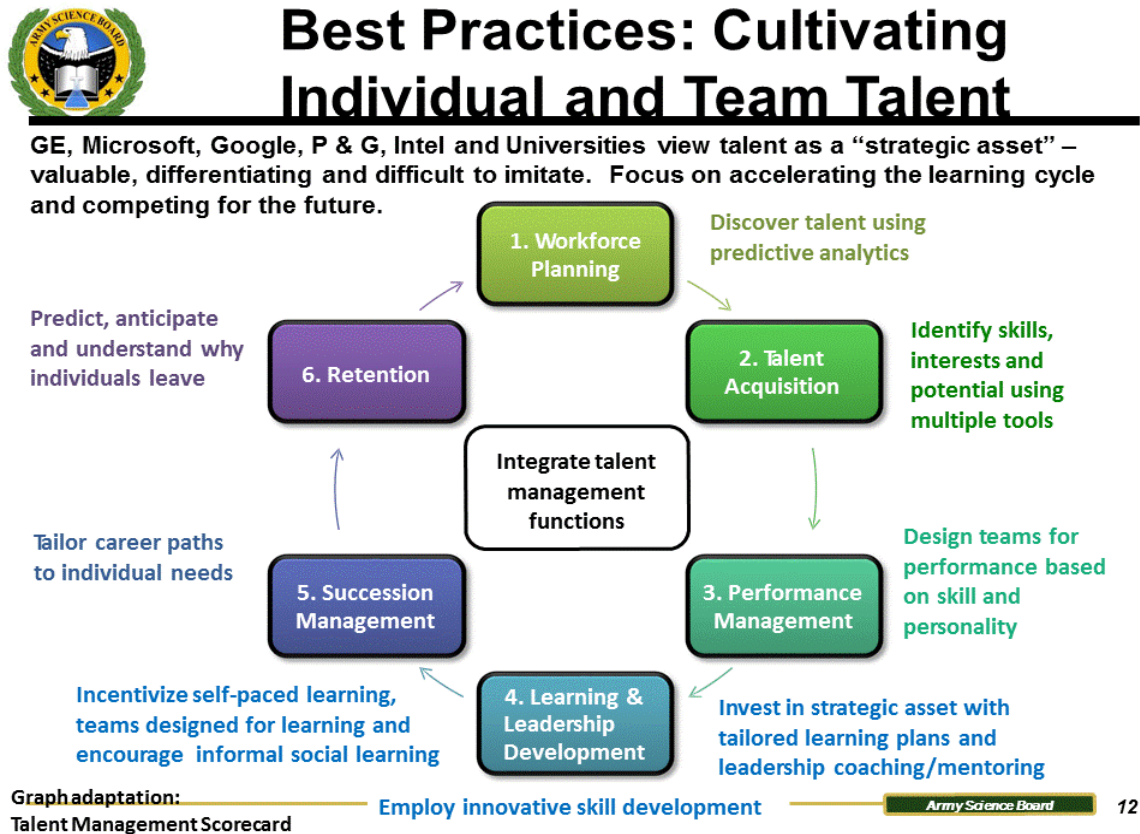 ARMY SCIENCE BOARD
Best Practices: Cultivating
Individual and Team Talent
GE, Microsoft, Google, P & G, Intel and Universities view talent as a “strategic asset” –
valuable, differentiating and difficult to imitate.  Focus on accelerating the learning cycle
and competing for the future.
1. Workforce
Planning
Discover talent using
predictive analytics
2. Talent
Acquisition
Identify skills,
interests and
potential using
multiple tools
3. Performance
Management
Design teams for
performance based
on skill and
personality
4. Learning &
Leadership
Development
Invest in strategic asset with
tailored learning plans and
leadership coaching/mentoring
Incentivize self-paced learning,
teams designed for learning and
encourage informal social learning
Employ innovative skill development
5. Succession
Management
Tailor career paths
to individual needs
6. Retention
Predict, anticipate
and understand why
individuals leave
Integrate talent
management
functions
Graph adaptation:
Talent Management Scorecard
Army Science Board
12